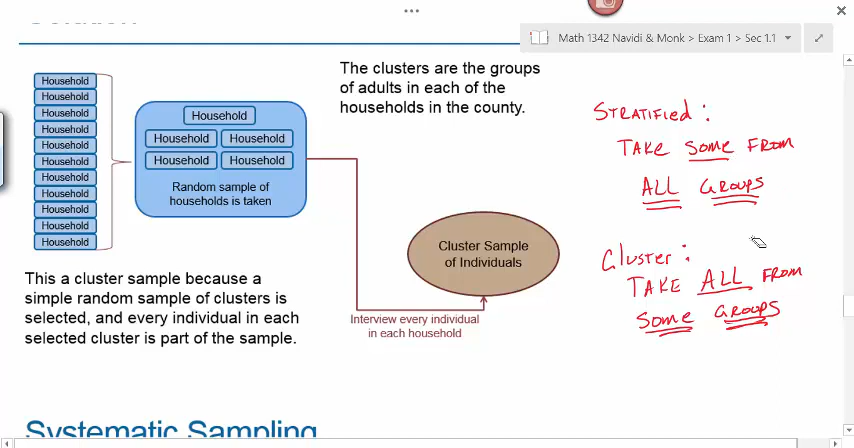 Math 1342 Navidi & Monk > Exam 1 > Sec 1.1
Household
Household
Household
Household
Household
Household
Household
Household
Household
Household
Household
Household
Household Household
Household Household
Random sample of
households is taken
The clusters are the groups
of adults in each of the
households in the county.
Cluster Sample
of Individuals
Interview every individual
in each household
This a cluster sample because a
simple random sample of clusters is
selected, and every individual in each
selected cluster is part of the sample.
STRATIFIED:
TAKE SOME FROM
ALL GROUPS
Cluster:
TAKE ALL FROM
SOME GROUPS
Systematic Sampling